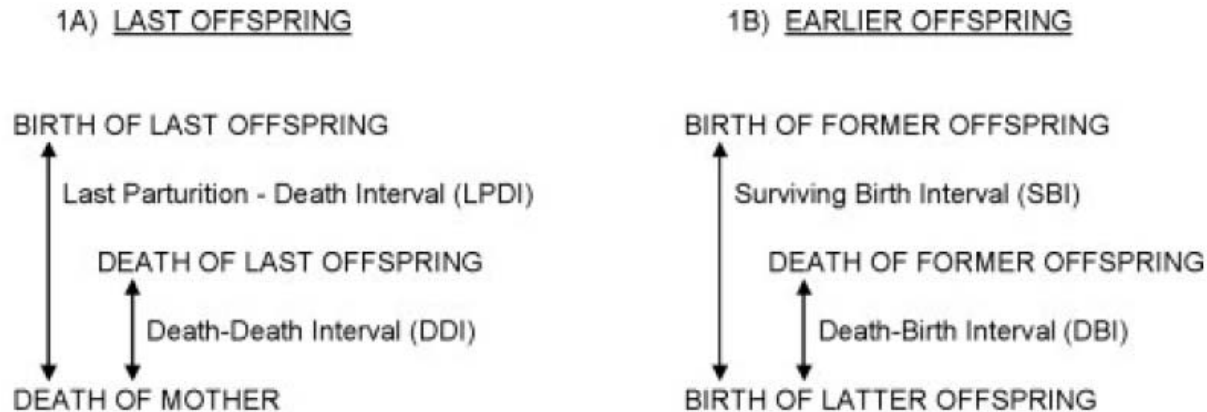 1A) LAST OFFSPRING
BIRTH OF LAST OFFSPRING
Last Parturition - Death Interval (LPDI)
DEATH OF LAST OFFSPRING
Death-Death Interval (DDI)
DEATH OF MOTHER
1B) EARLIER OFFSPRING
BIRTH OF FORMER OFFSPRING
Surviving Birth Interval (SBI)
DEATH OF FORMER OFFSPRING
Death-Birth Interval (DBI)
BIRTH OF LATTER OFFSPRING